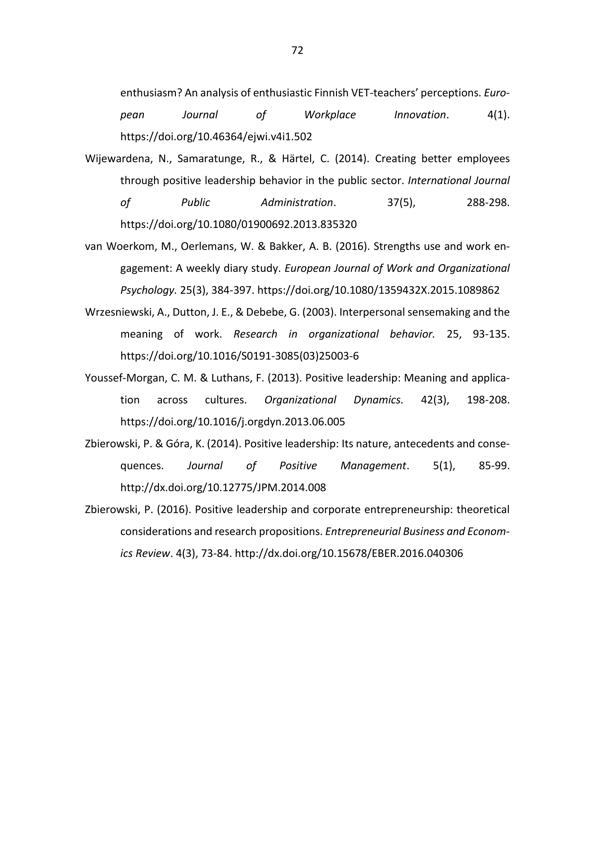 72
enthusiasm? An analysis of enthusiastic Finnish VET-teachers’ perceptions. Euro-
pean Journal of Workplace Innovation. 4(1).
https://doi.org/10.46364/ejwi.v4i1.502
Wijewardena, N., Samaratunge, R., & Härtel, C. (2014). Creating better employees
through positive leadership behavior in the public sector. International Journal
of Public Administration. 37(5), 288-298.
https://doi.org/10.1080/01900692.2013.835320
van Woerkom, M., Oerlemans, W. & Bakker, A. B. (2016). Strengths use and work en-
gagement: A weekly diary study. European Journal of Work and Organizational
Psychology. 25(3), 384-397. https://doi.org/10.1080/1359432X.2015.1089862
Wrzesniewski, A., Dutton, J. E., & Debebe, G. (2003). Interpersonal sensemaking and the
meaning of work. Research in organizational behavior. 25, 93-135.
https://doi.org/10.1016/S0191-3085(03)25003-6
Youssef-Morgan, C. M. & Luthans, F. (2013). Positive leadership: Meaning and applica-
tion across cultures. Organizational Dynamics. 42(3), 198-208.
https://doi.org/10.1016/j.orgdyn.2013.06.005
Zbierowski, P. & Góra, K. (2014). Positive leadership: Its nature, antecedents and conse-
quences. Journal of Positive Management. 5(1), 85-99.
http://dx.doi.org/10.12775/JPM.2014.008
Zbierowski, P. (2016). Positive leadership and corporate entrepreneurship: theoretical
considerations and research propositions. Entrepreneurial Business and Econom-
ics Review. 4(3), 73-84. http://dx.doi.org/10.15678/EBER.2016.040306